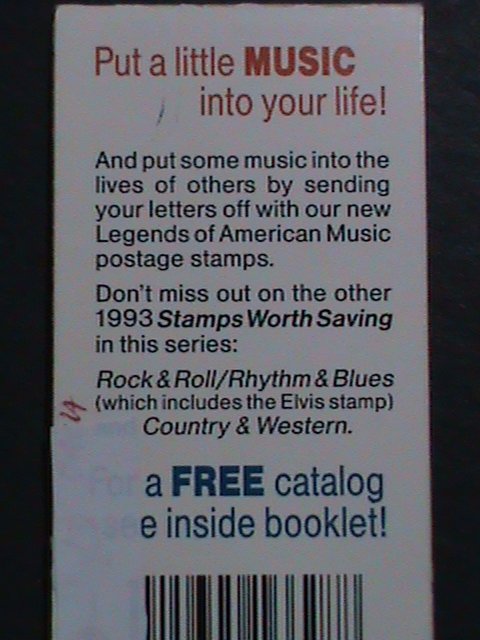 Put a little MUSIC
into your life!
And put some music into the
lives of others by sending
your letters off with our new
Legends of American Music
postage stamps.
Don't miss out on the other
1993 Stamps Worth Saving
in this series:
Rock & Roll/Rhythm & Blues
(which includes the Elvis stamp)
and Country & Western.
For a FREE catalog
see inside booklet!